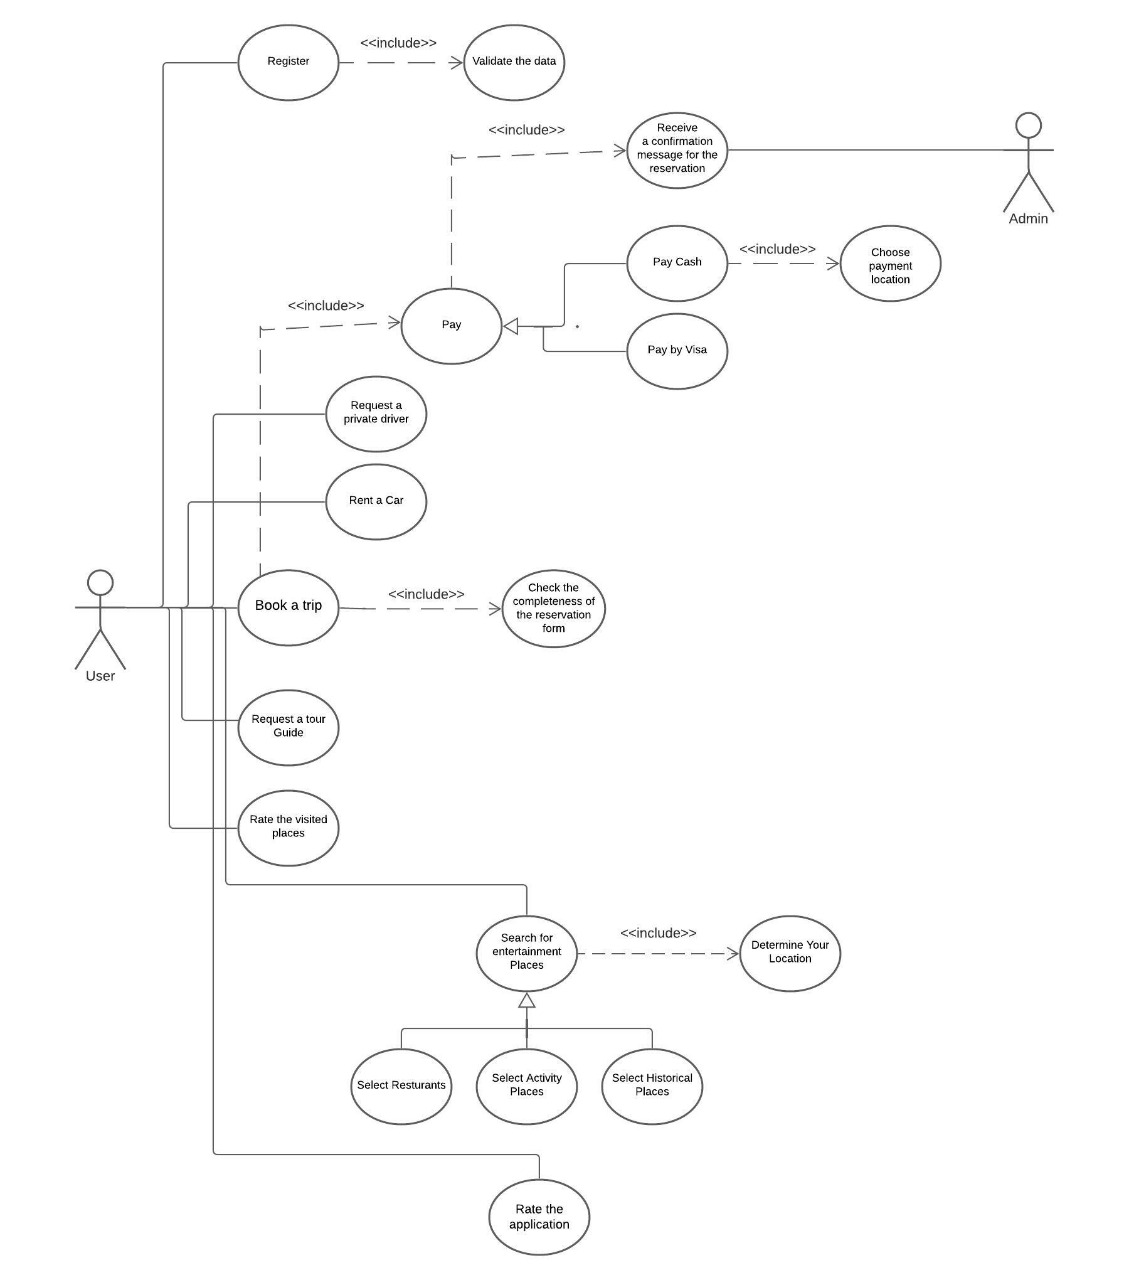 Register
<<include>>
Validate the data
<<include>>
Receive
a confirmation
message for the
reservation
Admin
Pay Cash
<<include>>
Choose
payment
location
<<include>>
Pay
Pay by Visa
Request a
private driver
Rent a Car
User
Book a trip
<<include>>
Check the
completeness of
the reservation
form
Request a tour
Guide
Rate the visited
places
Search for
entertainment
Places
<<include>>
Determine Your
Location
Select Resturants
Select Activity
Places
Select Historical
Places
Rate the
application